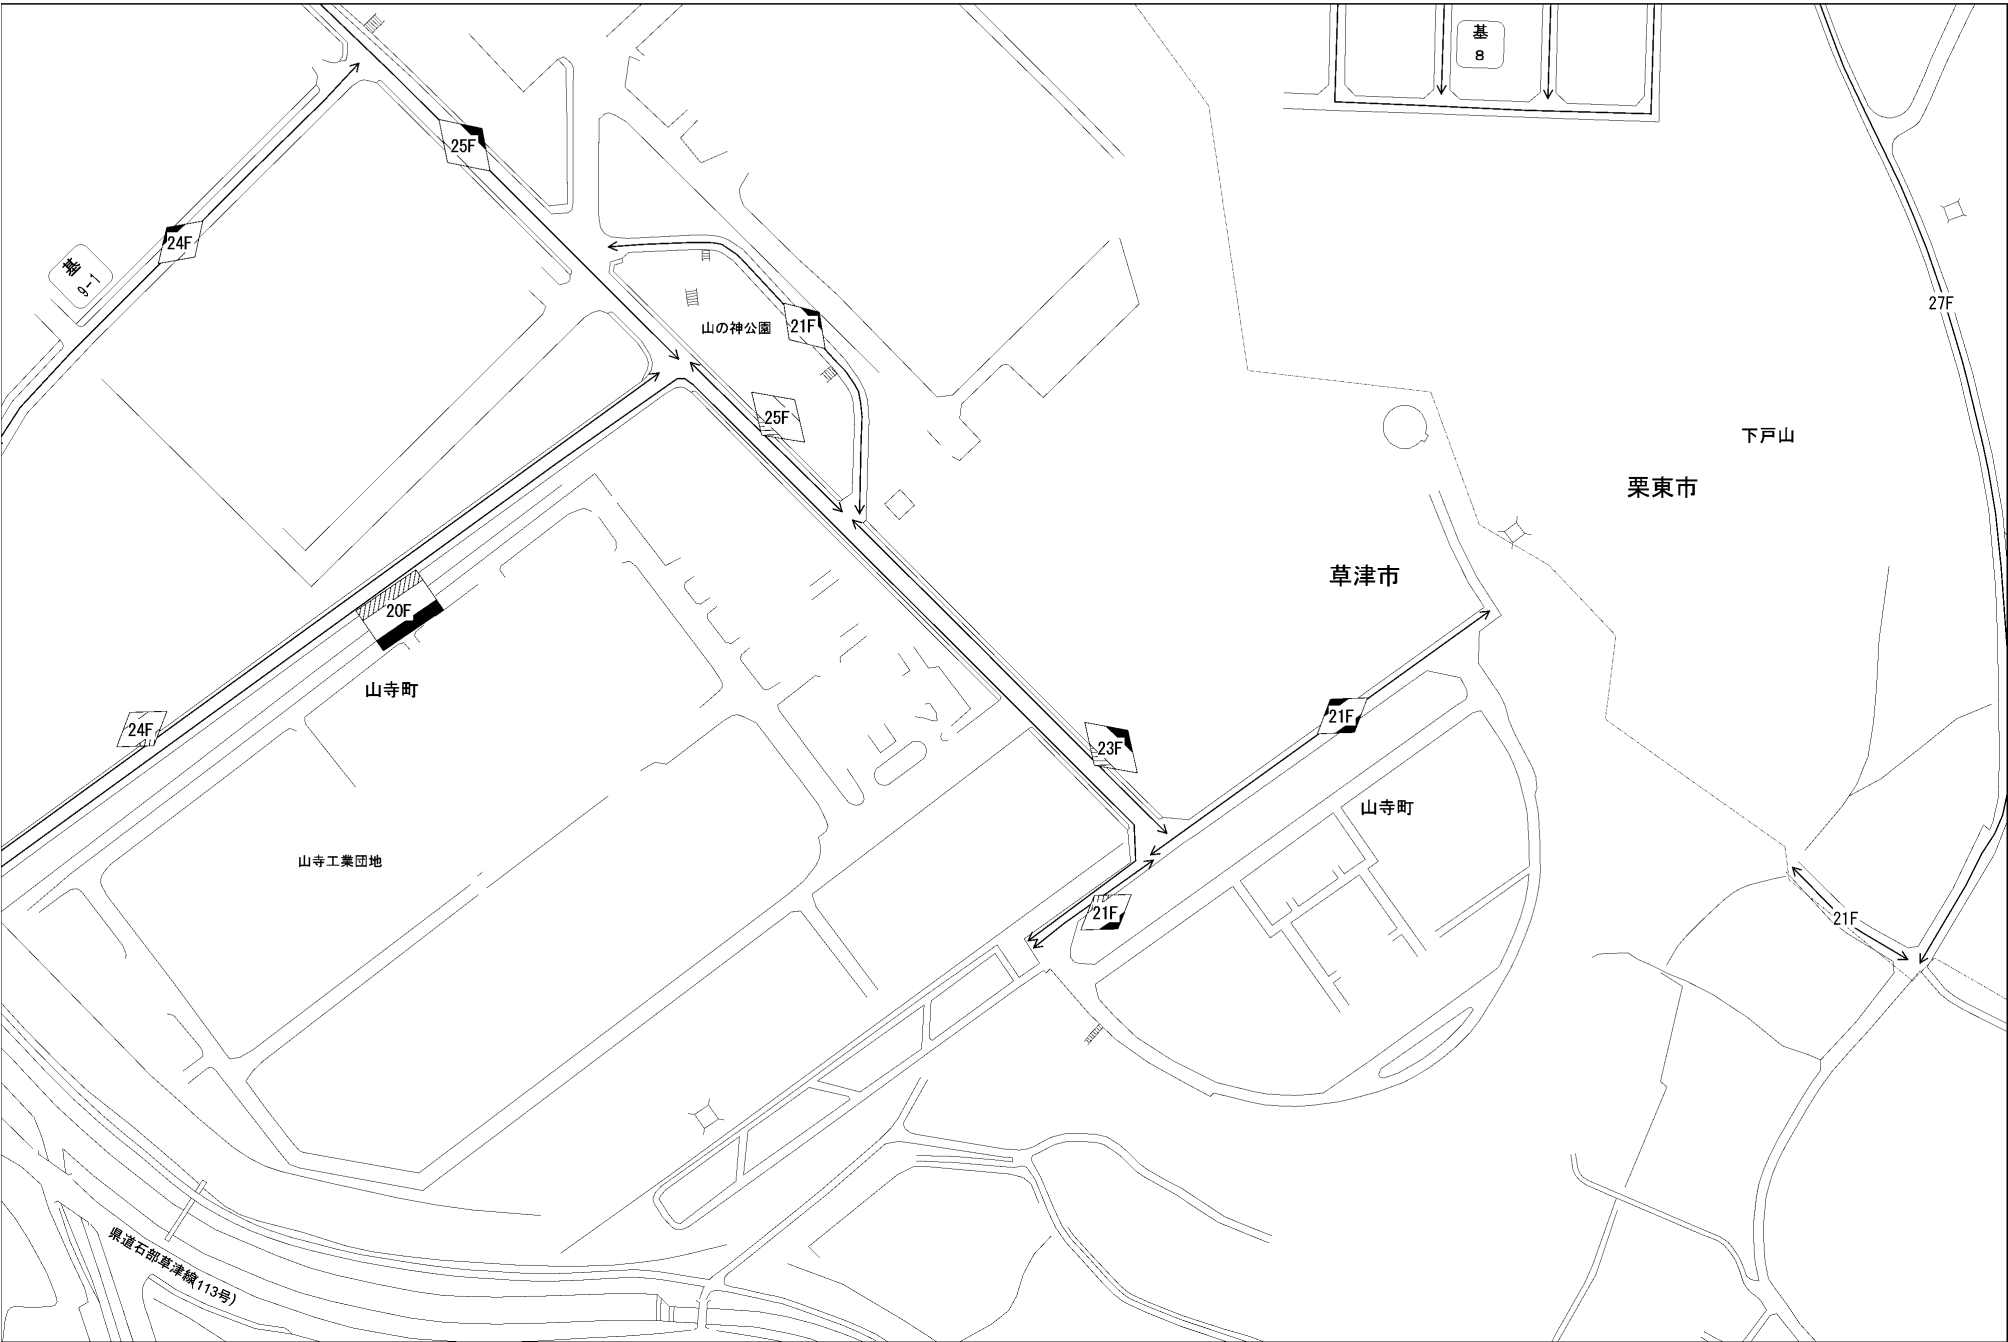 基
8
25F
24F
基
9-1
27F
山の神公園
21F
25F
下戸山
栗東市
草津市
20F
山寺町
24F
21F
23F
山寺町
山寺工業団地
21F
21F
県道石部草津線(113号)